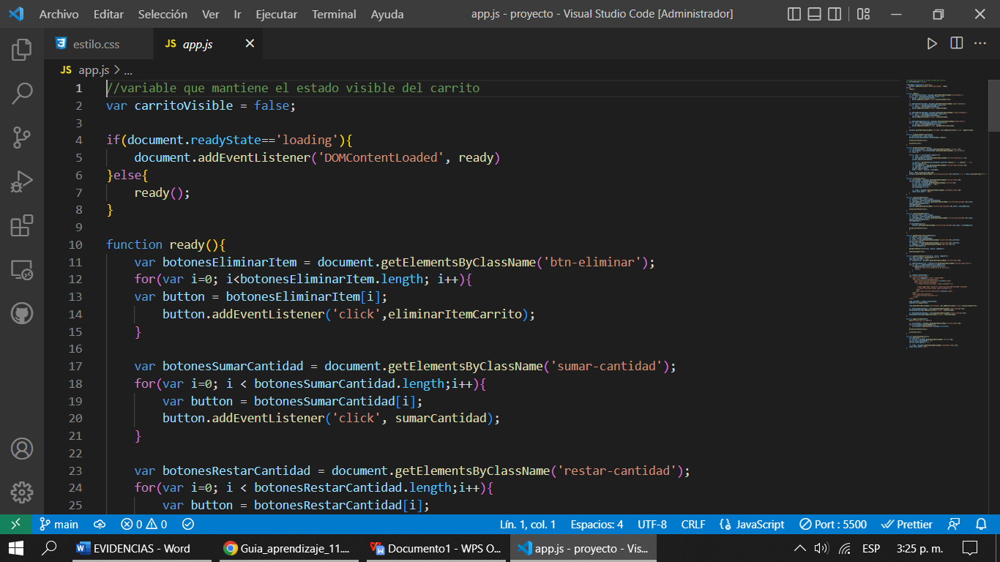 Archivo Editar Selección Ver Ir Ejecutar Terminal Ayuda app.js - proyecto - Visual Studio Code [Administrador]
estilo.css JS app.js
JS app.js > ...
1 //variable que mantiene el estado visible del carrito
2 var carritoVisible = false;
3
4 if(document.readyState=='loading'){
5     document.addEventListener('DOMContentLoaded', ready)
6 }else{
7     ready();
8 }
9
10 function ready(){
11     var botonesEliminarItem = document.getElementsByClassName('btn-eliminar');
12     for(var i=0; i<botonesEliminarItem.length; i++){
13     var button = botonesEliminarItem[i];
14         button.addEventListener('click',eliminarItemCarrito);
15     }
16
17     var botonesSumarCantidad = document.getElementsByClassName('sumar-cantidad');
18     for(var i=0; i < botonesSumarCantidad.length;i++){
19         var button = botonesSumarCantidad[i];
20         button.addEventListener('click', sumarCantidad);
21     }
22
23     var botonesRestarCantidad = document.getElementsByClassName('restar-cantidad');
24     for(var i=0; i < botonesRestarCantidad.length;i++){
25         var button = botonesRestarCantidad[i];
main 0 0 Lín. 1, col. 1 Espacios: 4 UTF-8 CRLF JavaScript Port : 5500 Prettier
EVIDENCIAS - Word Guia_aprendizaje_11.... Documento1 - WPS O... app.js - proyecto - Vis... ESP 3:25 p. m.